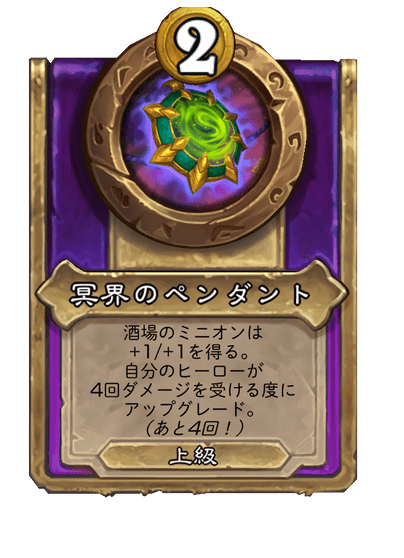 2
冥界のペンダント
酒場のミニオンは
+1/+1を得る。
自分のヒーローが
4回ダメージを受ける度に
アップグレード。
(あと4回!)
上級